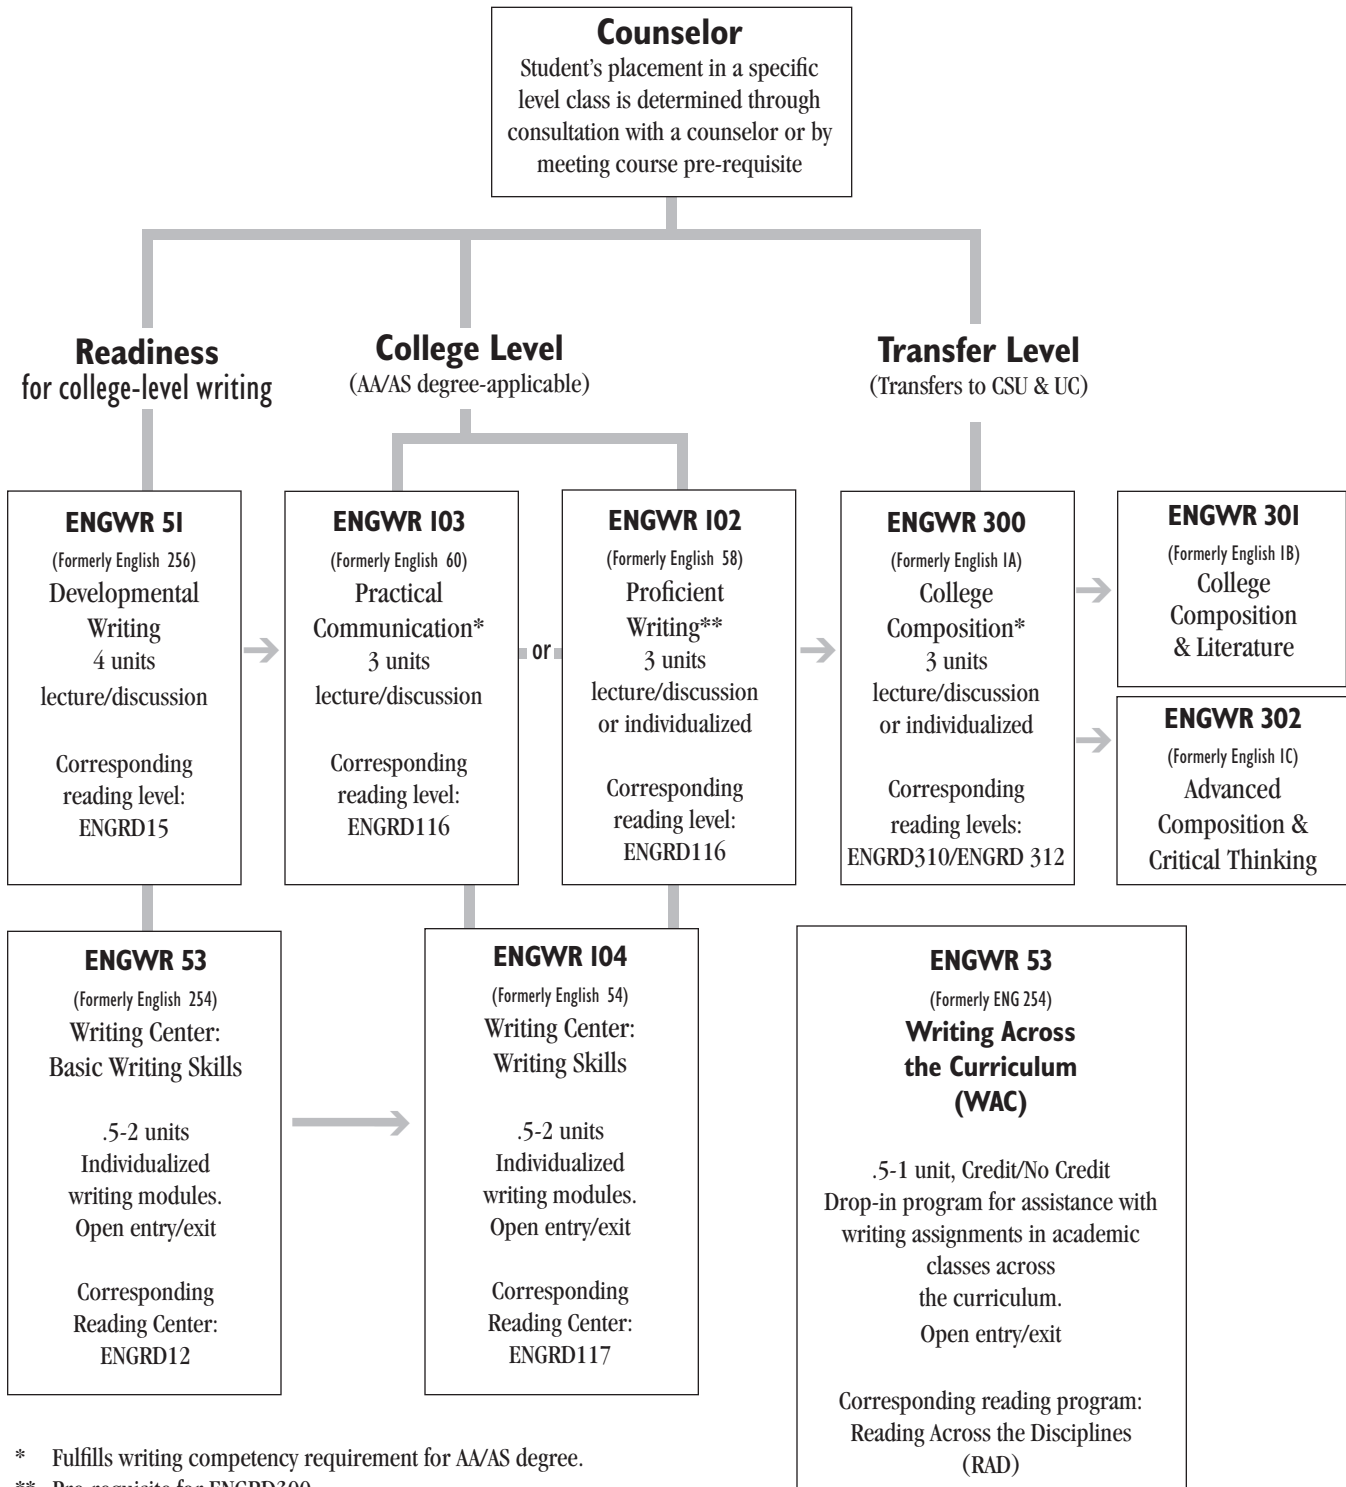 Counselor
Student's placement in a specific
level class is determined through
consultation with a counselor or by
meeting course pre-requisite
Readiness
for college-level writing
College Level
(AA/AS degree-applicable)
Transfer Level
(Transfers to CSU & UC)
ENGWR 51
(Formerly English 256)
Developmental
Writing
4 units
lecture/discussion
Corresponding
reading level:
ENGRD15
ENGWR 103
(Formerly English 60)
Practical
Communication*
3 units
lecture/discussion
Corresponding
reading level:
ENGRD116
or
ENGWR 102
(Formerly English 58)
Proficient
Writing**
3 units
lecture/discussion
or individualized
Corresponding
reading level:
ENGRD116
ENGWR 300
(Formerly English 1A)
College
Composition*
3 units
lecture/discussion
or individualized
Corresponding
reading levels:
ENGRD310/ENGRD 312
ENGWR 301
(Formerly English 1B)
College
Composition
& Literature
ENGWR 302
(Formerly English 1C)
Advanced
Composition &
Critical Thinking
ENGWR 53
(Formerly English 254)
Writing Center:
Basic Writing Skills
.5-2 units
Individualized
writing modules.
Open entry/exit
Corresponding
Reading Center:
ENGRD12
ENGWR 104
(Formerly English 54)
Writing Center:
Writing Skills
.5-2 units
Individualized
writing modules.
Open entry/exit
Corresponding
Reading Center:
ENGRD117
ENGWR 53
(Formerly ENG 254)
Writing Across
the Curriculum
(WAC)
.5-1 unit, Credit/No Credit
Drop-in program for assistance with
writing assignments in academic
classes across
the curriculum.
Open entry/exit
Corresponding reading program:
Reading Across the Disciplines
(RAD)
* Fulfills writing competency requirement for AA/AS degree.
** Pre-requisite for ENGRD300